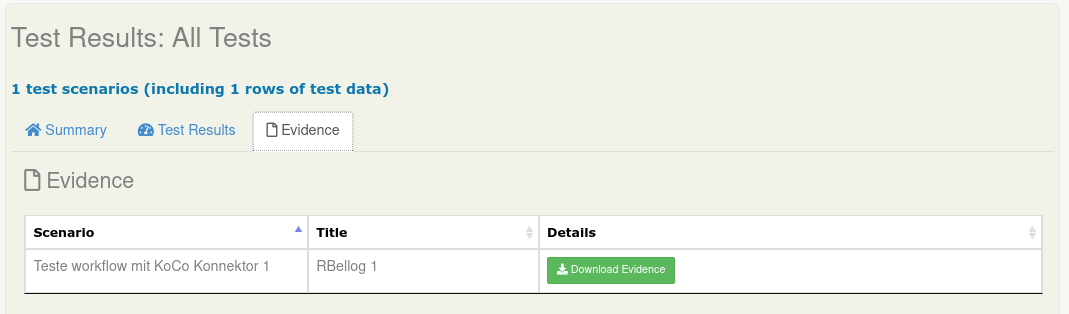 Test Results: All Tests
1 test scenarios (including 1 rows of test data)
Summary Test Results Evidence
Evidence
Scenario Title Details
Teste workflow mit KoCo Konnektor 1 RBellog 1 Download Evidence